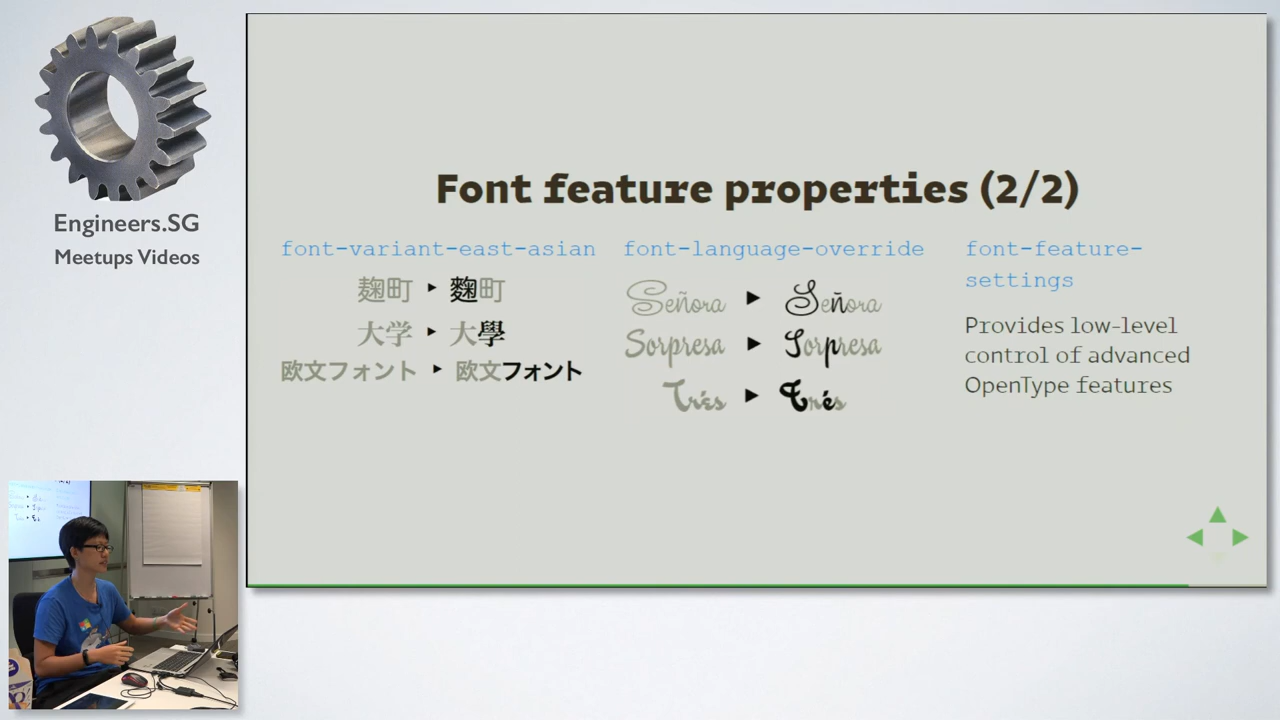 Engineers.SG
Meetups Videos
Font feature properties (2/2)
font-variant-east-asian
麹町 ▸ 麴町
大学 ▸ 大學
欧文フォント ▸ 欧文フォント
font-language-override
Señora ▶ Señora
Sorpresa ▶ Sorpresa
Trés ▶ Trés
font-feature-
settings
Provides low-level
control of advanced
OpenType features